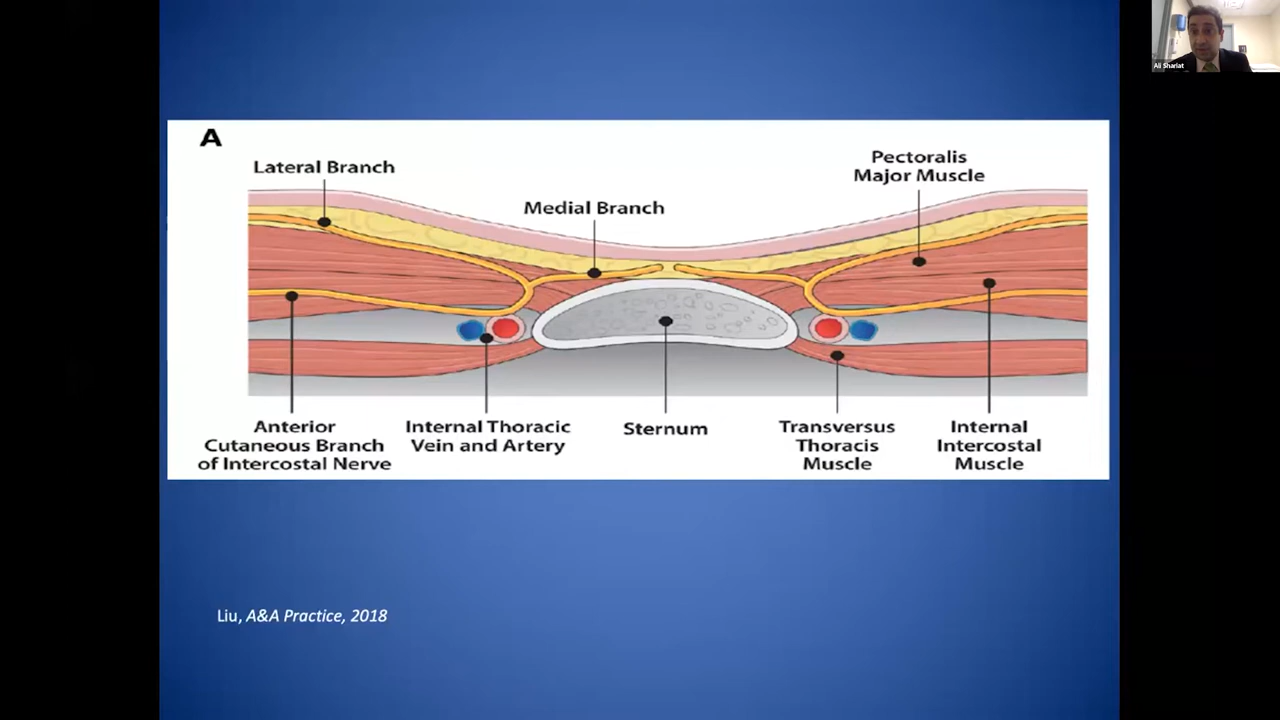 Ali Shariat
A
Lateral Branch
Medial Branch
Pectoralis
Major Muscle
Anterior
Cutaneous Branch
of Intercostal Nerve
Internal Thoracic
Vein and Artery
Sternum
Transversus
Thoracis
Muscle
Internal
Intercostal
Muscle
Liu, A&A Practice, 2018